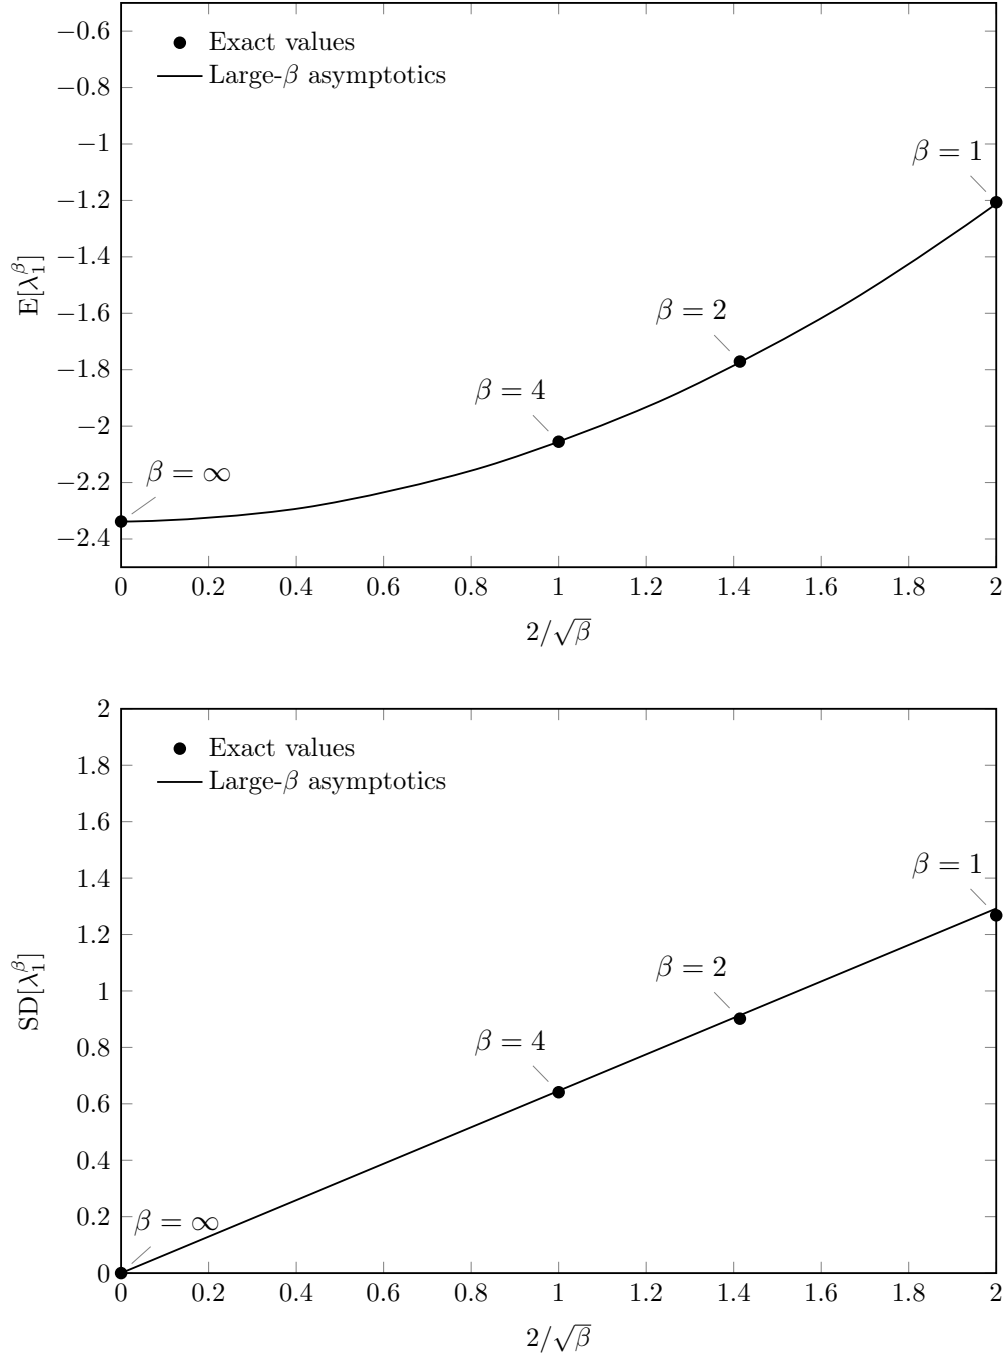 −0.6
−0.8
−1
−1.2
−1.4
−1.6
−1.8
−2
−2.2
−2.4
E[λ₁^β]
Exact values
Large-β asymptotics
β = 1
β = 2
β = 4
β = ∞
0 0.2 0.4 0.6 0.8 1 1.2 1.4 1.6 1.8 2
2/√β
2
1.8
1.6
1.4
1.2
1
0.8
0.6
0.4
0.2
0
SD[λ₁^β]
Exact values
Large-β asymptotics
β = 1
β = 2
β = 4
β = ∞
0 0.2 0.4 0.6 0.8 1 1.2 1.4 1.6 1.8 2
2/√β